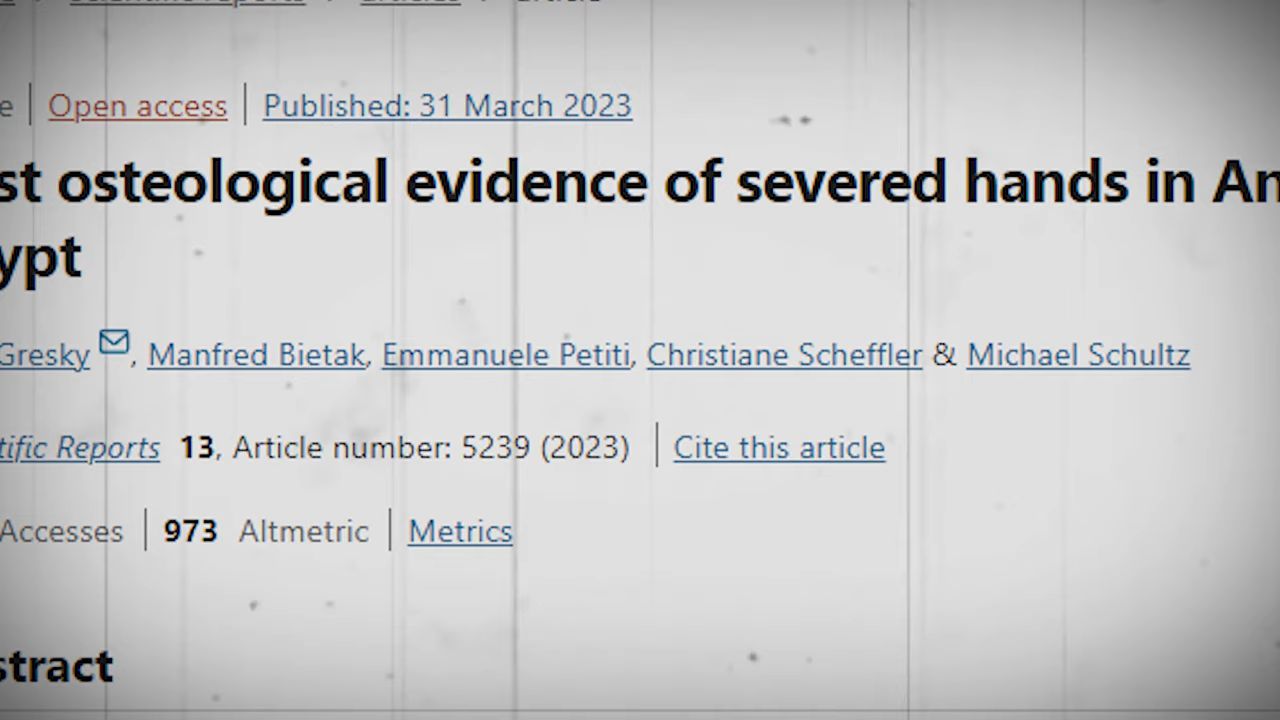 e | Open access | Published: 31 March 2023
st osteological evidence of severed hands in An
ypt
Gresky, Manfred Bietak, Emmanuele Petiti, Christiane Scheffler & Michael Schultz
tific Reports 13, Article number: 5239 (2023) | Cite this article
Accesses | 973 Altmetric | Metrics
stract